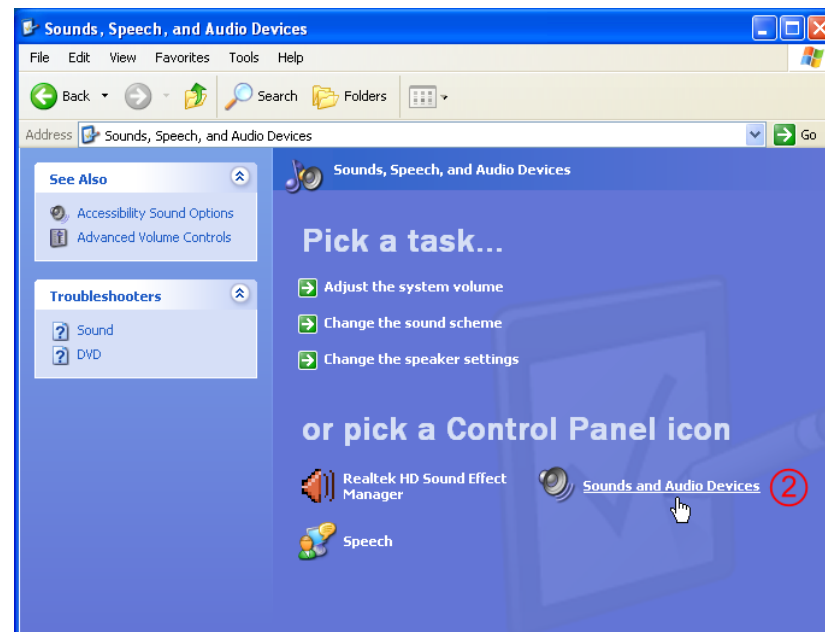 Sounds, Speech, and Audio Devices
File Edit View Favorites Tools Help
Back Search Folders
Address Sounds, Speech, and Audio Devices Go
See Also
Accessibility Sound Options
Advanced Volume Controls
Troubleshooters
Sound
DVD
Sounds, Speech, and Audio Devices
Pick a task...
Adjust the system volume
Change the sound scheme
Change the speaker settings
or pick a Control Panel icon
Realtek HD Sound Effect
Manager
Sounds and Audio Devices 2
Speech